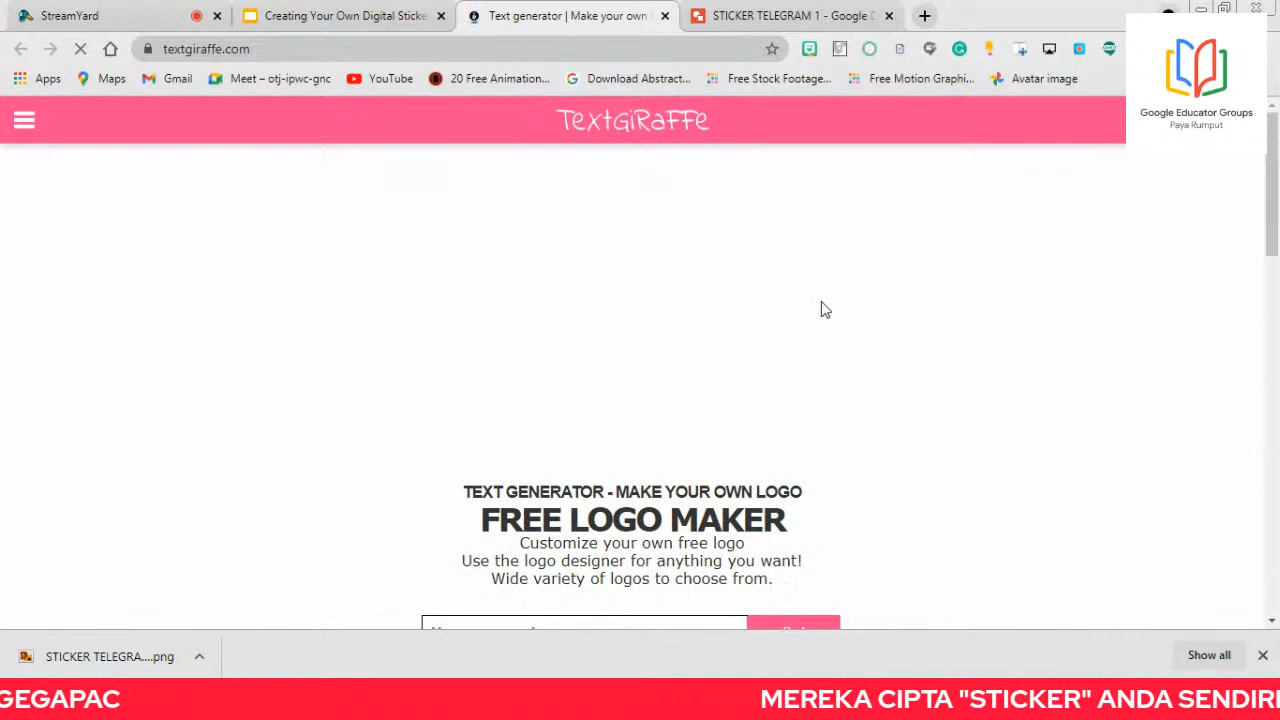 StreamYard
Creating Your Own Digital Sticke
Text generator | Make your own
STICKER TELEGRAM 1 - Google D
textgiraffe.com
Apps
Maps
Gmail
Meet – otj-ipwc-gnc
YouTube
20 Free Animation...
Download Abstract...
Free Stock Footage...
Free Motion Graphi...
Avatar image
Google Educator Groups
Paya Rumput
TextGiRaFFe
TEXT GENERATOR - MAKE YOUR OWN LOGO
FREE LOGO MAKER
Customize your own free logo
Use the logo designer for anything you want!
Wide variety of logos to choose from.
STICKER TELEGRA....png
Show all
GEGAPAC
MEREKA CIPTA "STICKER" ANDA SENDIRI